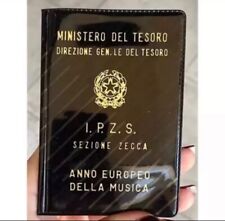 MINISTERO DEL TESORO
DIREZIONE GEN.LE DEL TESORO
I.P.Z.S.
SEZIONE ZECCA
ANNO EUROPEO
DELLA MUSICA